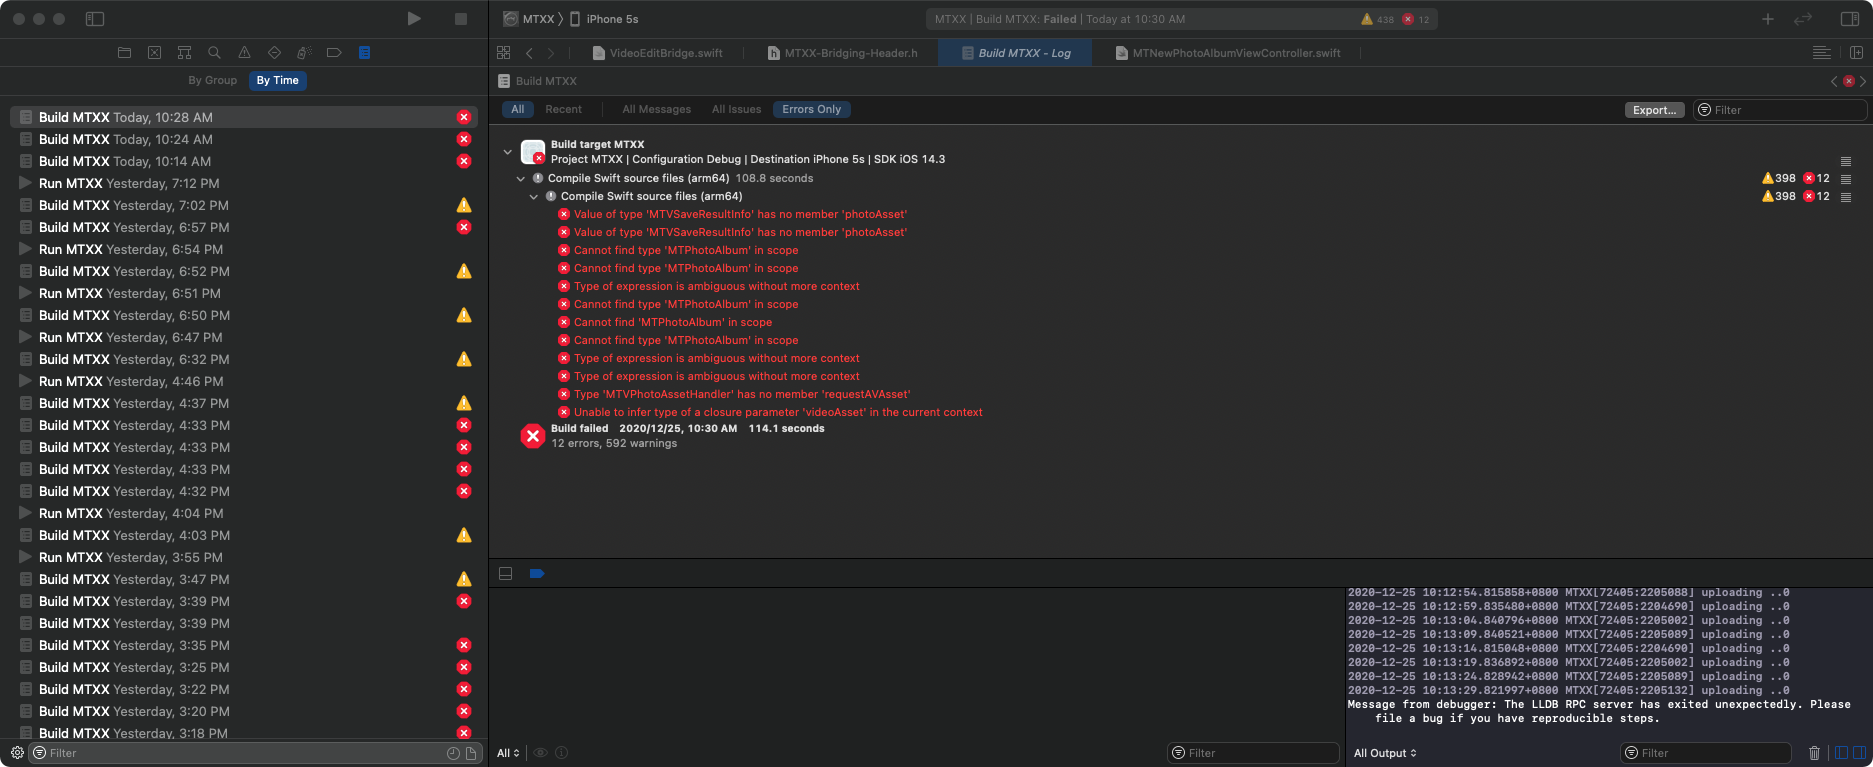 MTXX
iPhone 5s
MTXX | Build MTXX: Failed | Today at 10:30 AM
438
12
VideoEditBridge.swift
MTXX-Bridging-Header.h
Build MTXX - Log
MTNewPhotoAlbumViewController.swift
By Group
By Time
Build MTXX
All
Recent
All Messages
All Issues
Errors Only
Export...
Filter
Build MTXX Today, 10:28 AM
Build MTXX Today, 10:24 AM
Build MTXX Today, 10:14 AM
Run MTXX Yesterday, 7:12 PM
Build MTXX Yesterday, 7:02 PM
Build MTXX Yesterday, 6:57 PM
Run MTXX Yesterday, 6:54 PM
Build MTXX Yesterday, 6:52 PM
Run MTXX Yesterday, 6:51 PM
Build MTXX Yesterday, 6:50 PM
Run MTXX Yesterday, 6:47 PM
Build MTXX Yesterday, 6:32 PM
Run MTXX Yesterday, 4:46 PM
Build MTXX Yesterday, 4:37 PM
Build MTXX Yesterday, 4:33 PM
Build MTXX Yesterday, 4:33 PM
Build MTXX Yesterday, 4:33 PM
Build MTXX Yesterday, 4:32 PM
Run MTXX Yesterday, 4:04 PM
Build MTXX Yesterday, 4:03 PM
Run MTXX Yesterday, 3:55 PM
Build MTXX Yesterday, 3:47 PM
Build MTXX Yesterday, 3:39 PM
Build MTXX Yesterday, 3:39 PM
Build MTXX Yesterday, 3:35 PM
Build MTXX Yesterday, 3:25 PM
Build MTXX Yesterday, 3:22 PM
Build MTXX Yesterday, 3:20 PM
Build MTXX Yesterday, 3:18 PM
Filter
Build target MTXX
Project MTXX | Configuration Debug | Destination iPhone 5s | SDK iOS 14.3
Compile Swift source files (arm64) 108.8 seconds
398 12
Compile Swift source files (arm64)
398 12
Value of type 'MTVSaveResultInfo' has no member 'photoAsset'
Value of type 'MTVSaveResultInfo' has no member 'photoAsset'
Cannot find type 'MTPhotoAlbum' in scope
Cannot find type 'MTPhotoAlbum' in scope
Type of expression is ambiguous without more context
Cannot find type 'MTPhotoAlbum' in scope
Cannot find 'MTPhotoAlbum' in scope
Cannot find type 'MTPhotoAlbum' in scope
Type of expression is ambiguous without more context
Type of expression is ambiguous without more context
Type 'MTVPhotoAssetHandler' has no member 'requestAVAsset'
Unable to infer type of a closure parameter 'videoAsset' in the current context
Build failed 2020/12/25, 10:30 AM 114.1 seconds
12 errors, 592 warnings
2020-12-25 10:12:54.815858+0800 MTXX[72405:2205088] uploading ..0
2020-12-25 10:12:59.835480+0800 MTXX[72405:2204690] uploading ..0
2020-12-25 10:13:04.840796+0800 MTXX[72405:2205002] uploading ..0
2020-12-25 10:13:09.840521+0800 MTXX[72405:2205089] uploading ..0
2020-12-25 10:13:14.815048+0800 MTXX[72405:2204690] uploading ..0
2020-12-25 10:13:19.836892+0800 MTXX[72405:2205002] uploading ..0
2020-12-25 10:13:24.828942+0800 MTXX[72405:2205089] uploading ..0
2020-12-25 10:13:29.821997+0800 MTXX[72405:2205132] uploading ..0
Message from debugger: The LLDB RPC server has exited unexpectedly. Please
file a bug if you have reproducible steps.
All
Filter
All Output
Filter